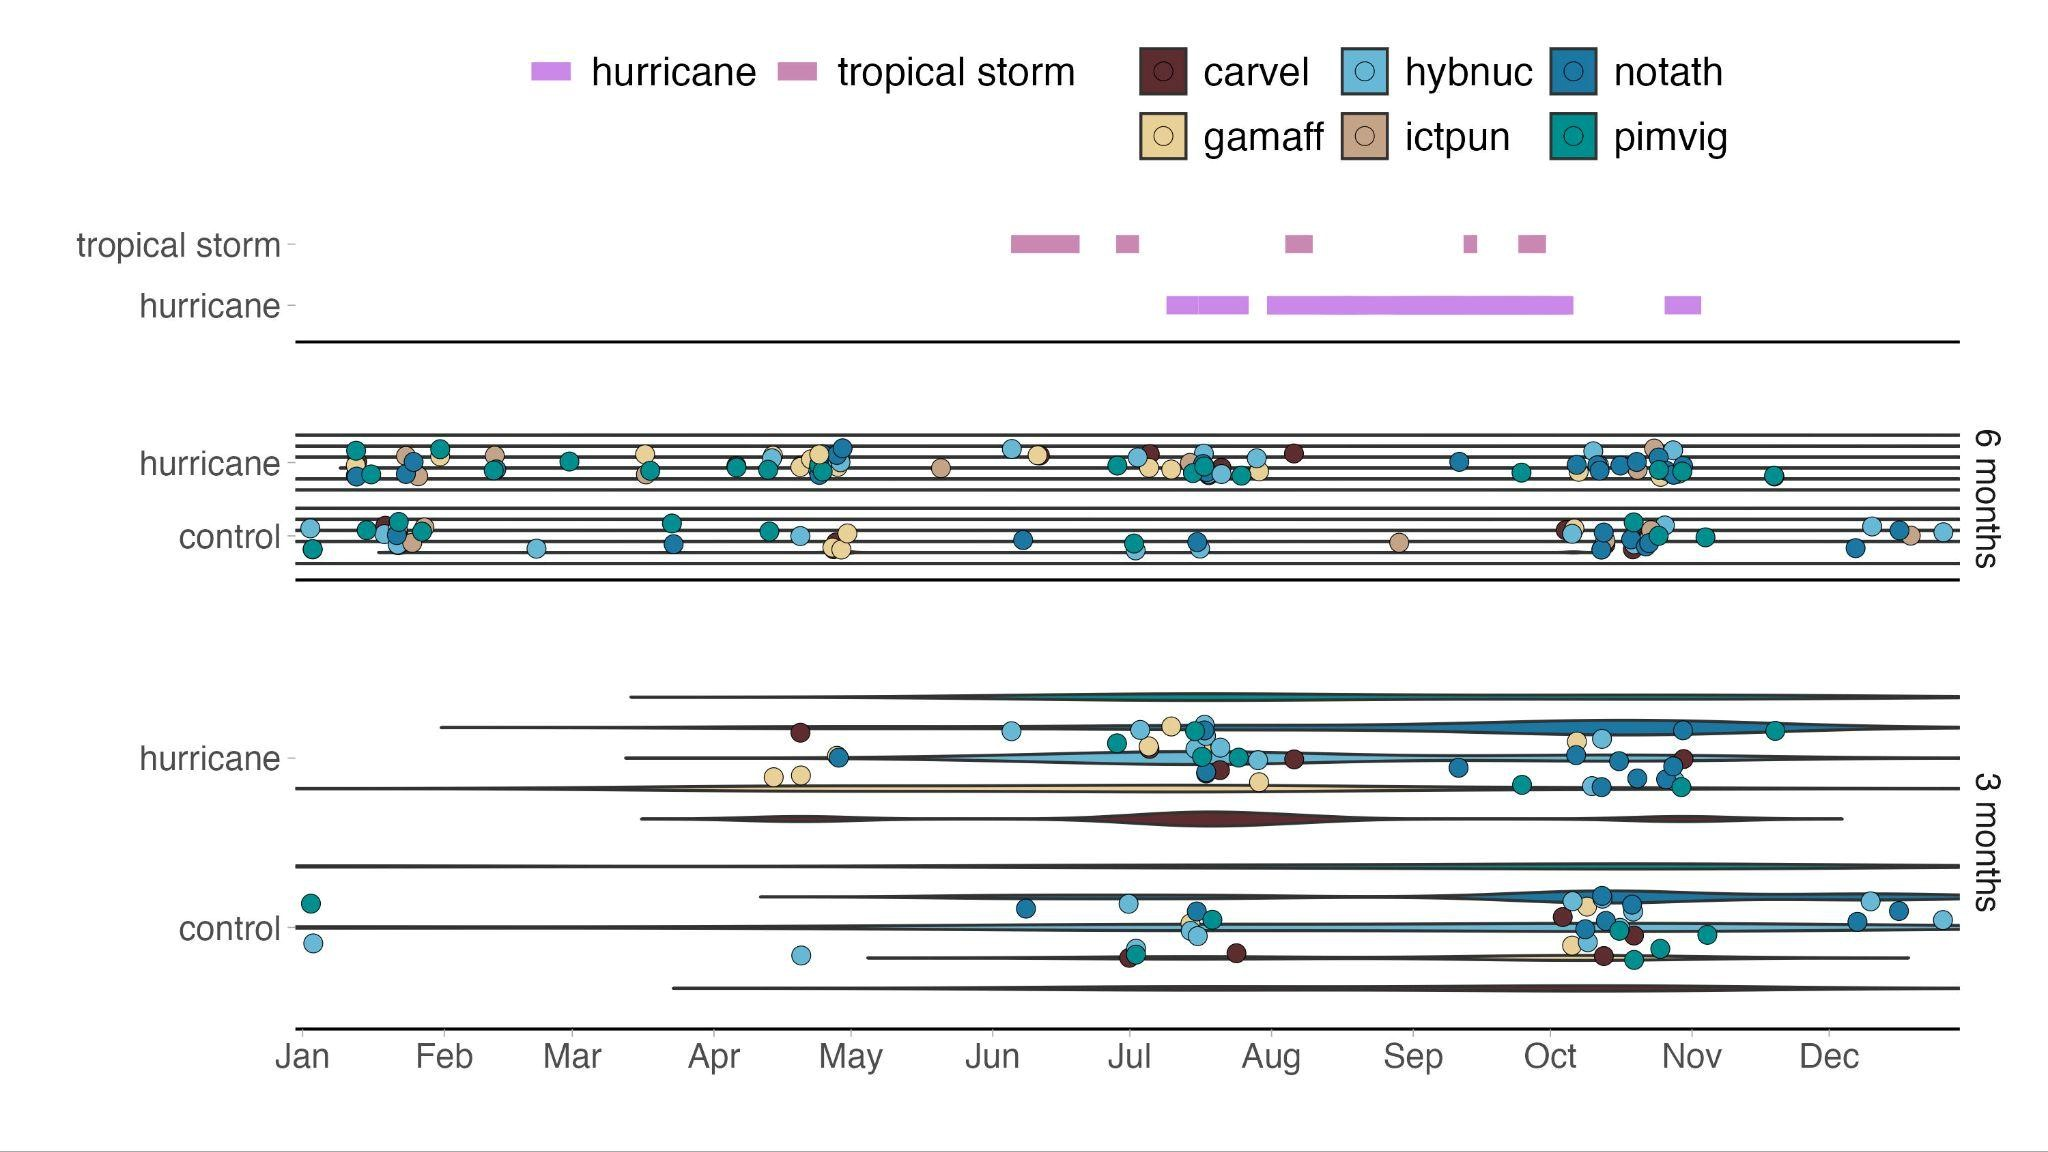 hurricane tropical storm carvel hybnuc notath
gamaff ictpun pimvig
tropical storm
hurricane
hurricane
control
6 months
hurricane
control
3 months
Jan Feb Mar Apr May Jun Jul Aug Sep Oct Nov Dec